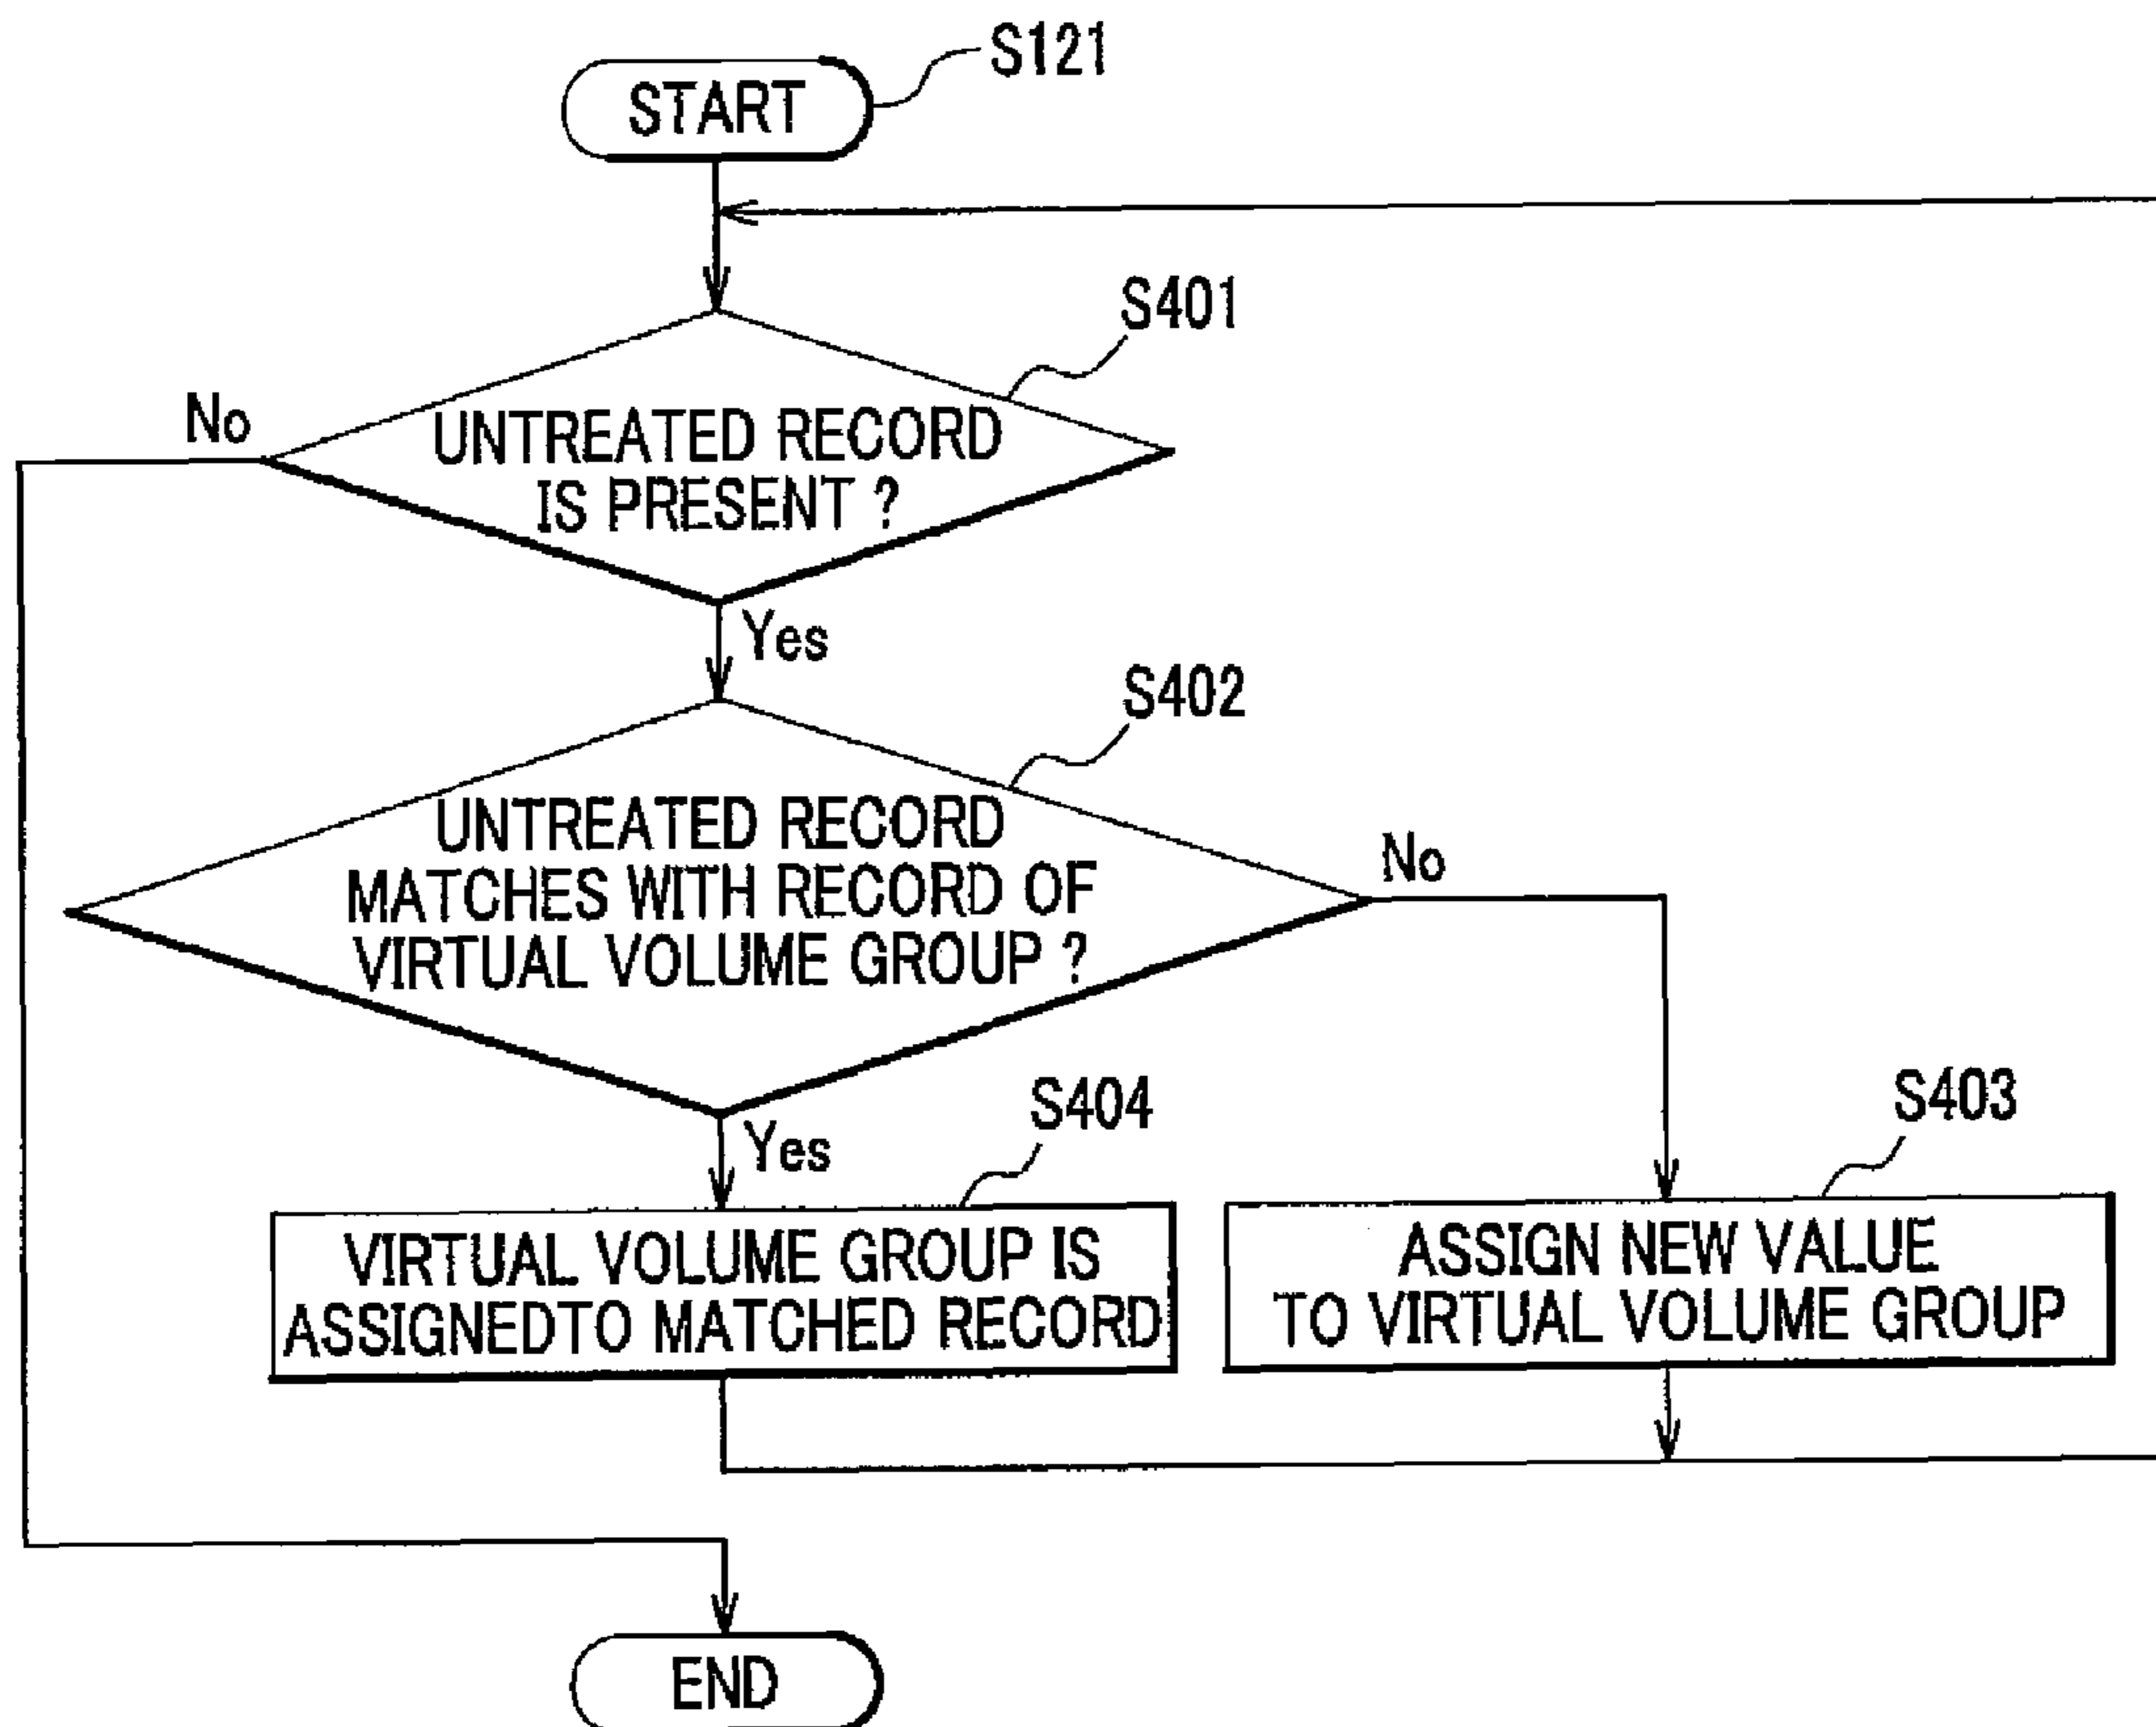 S121
START
S401
No
UNTREATED RECORD
IS PRESENT ?
Yes
S402
UNTREATED RECORD
MATCHES WITH RECORD OF
VIRTUAL VOLUME GROUP ?
No
Yes
S404
S403
VIRTUAL VOLUME GROUP IS
ASSIGNEDTO MATCHED RECORD
ASSIGN NEW VALUE
TO VIRTUAL VOLUME GROUP
END